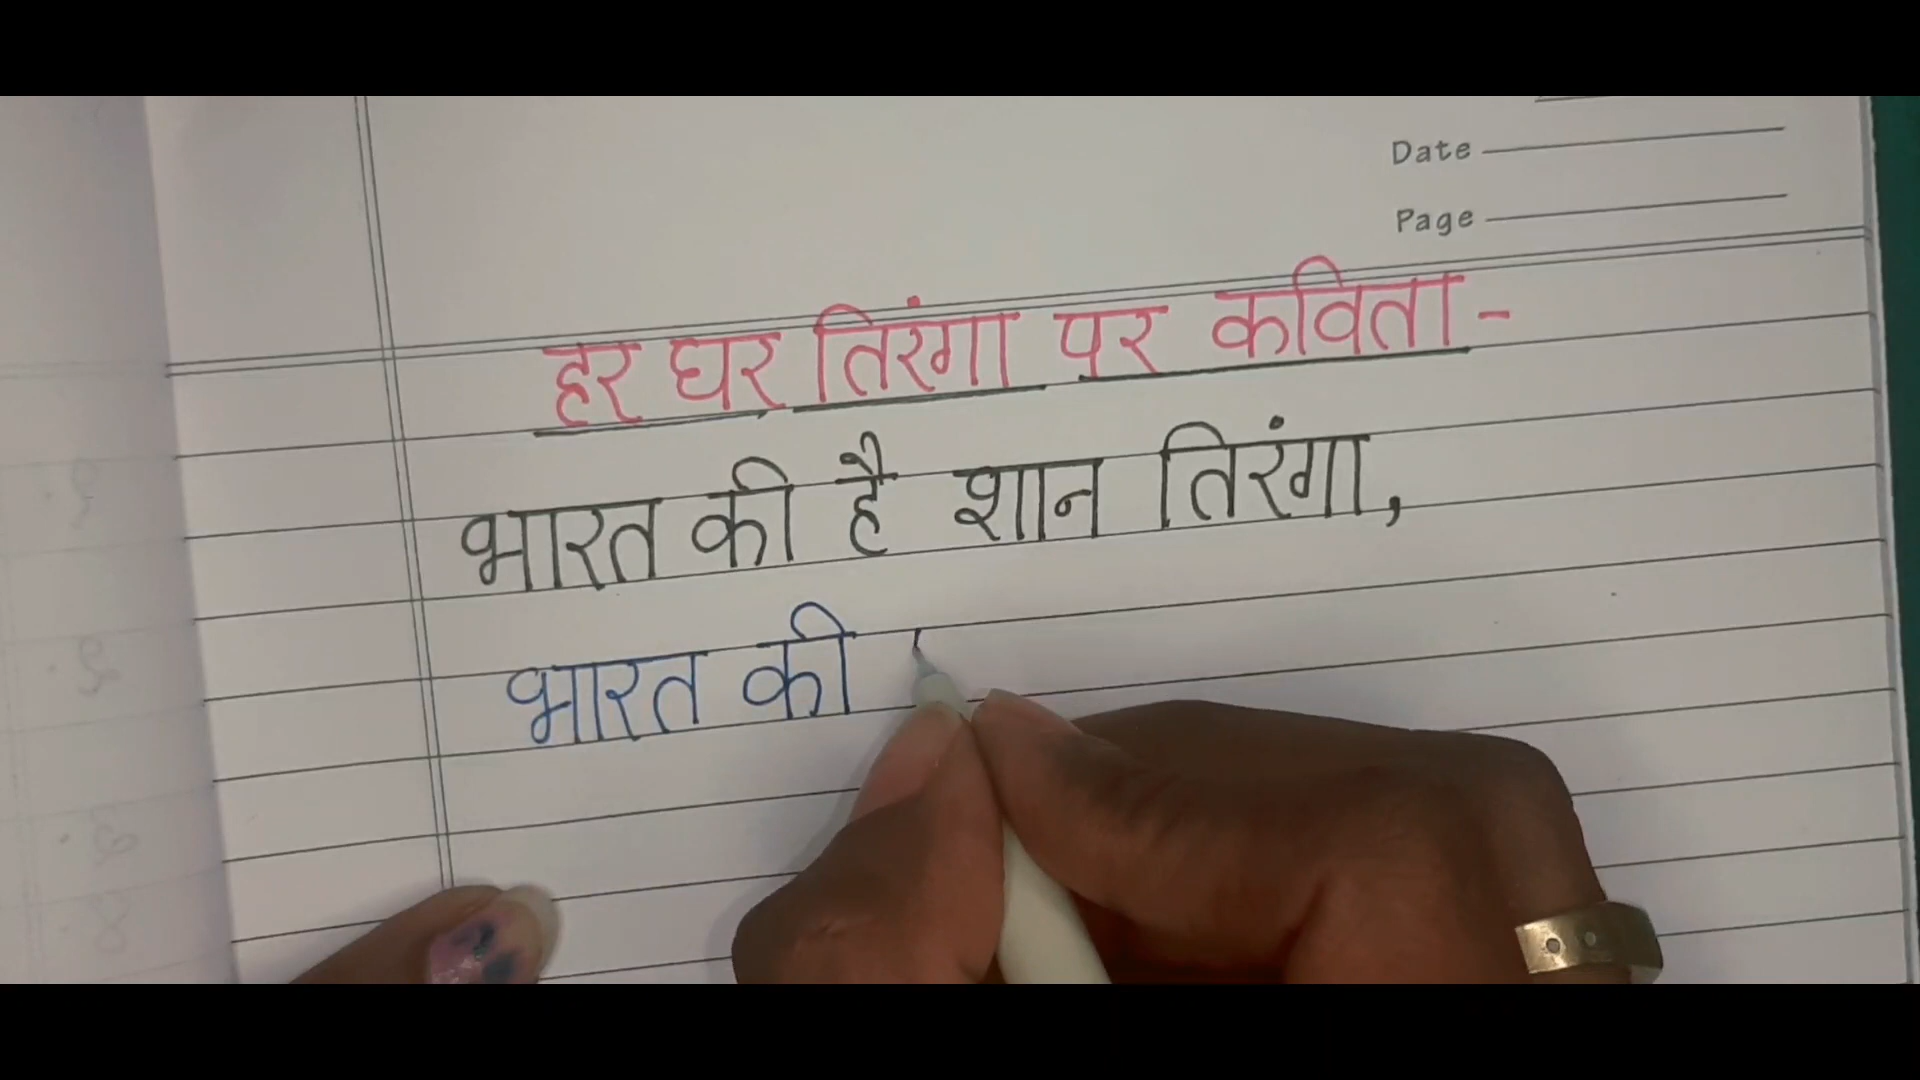 Date
Page
हर घर तिरंगा पर कविता -
भारत की है शान तिरंगा,
भारत की